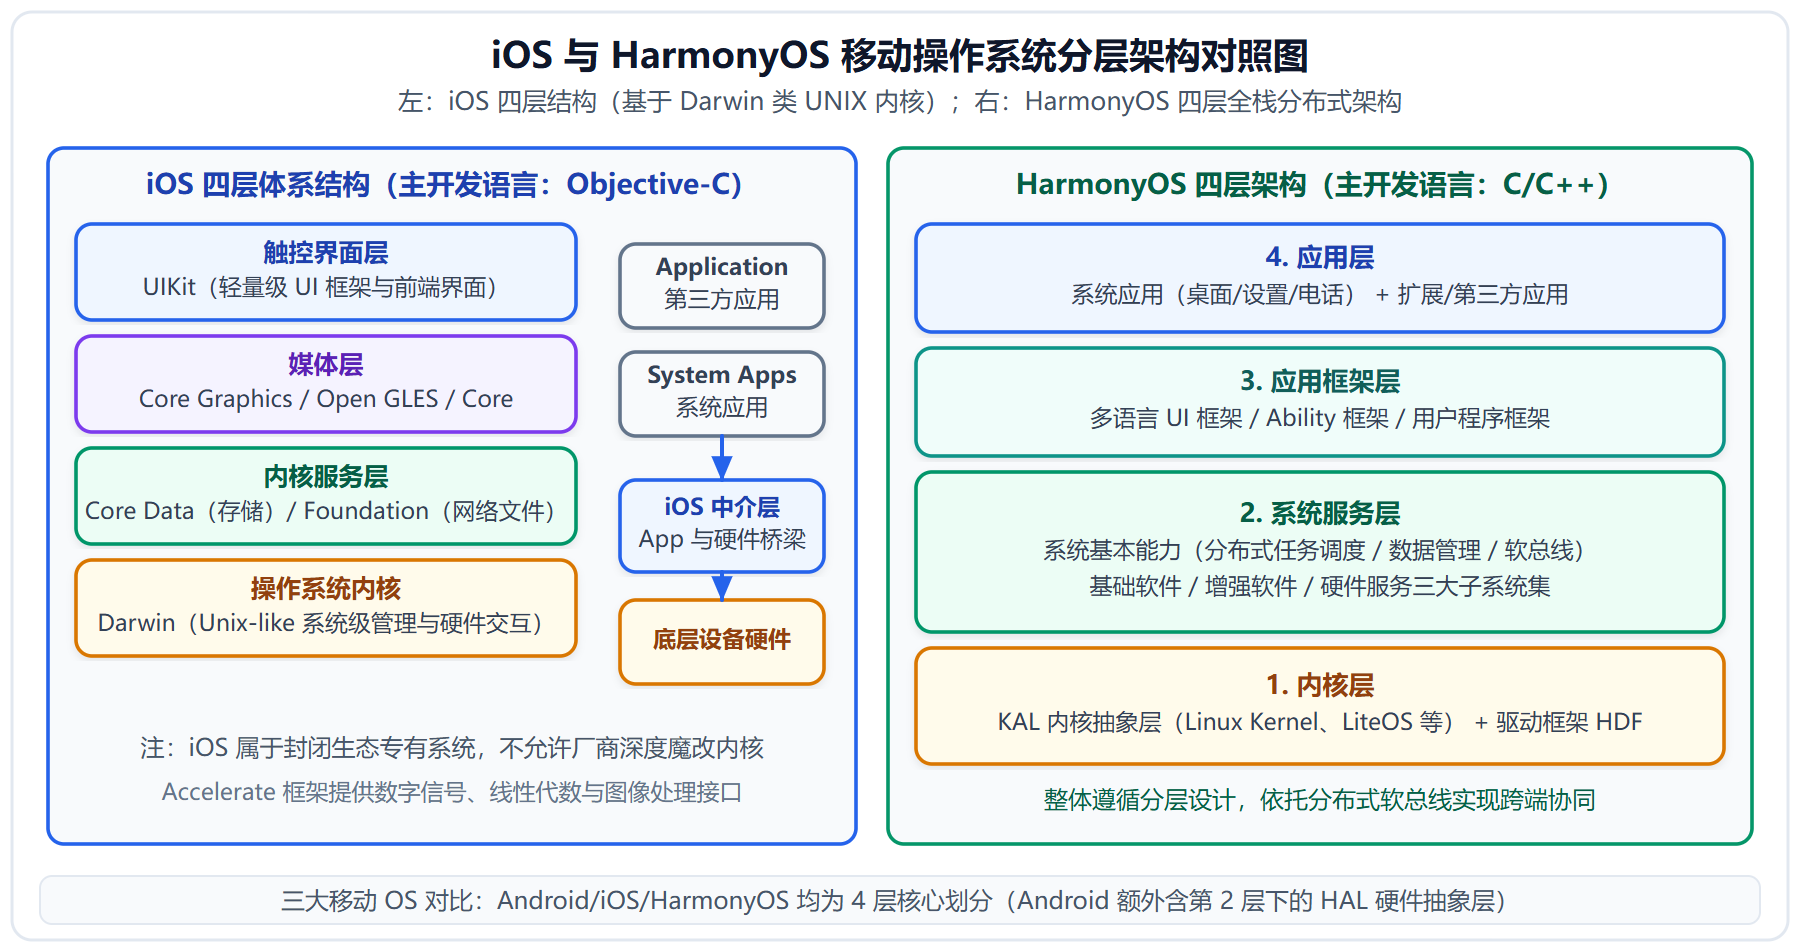 iOS 与 HarmonyOS 移动操作系统分层架构对照图
左：iOS 四层结构（基于 Darwin 类 UNIX 内核）；右：HarmonyOS 四层全栈分布式架构
iOS 四层体系结构（主开发语言：Objective-C）
触控界面层
UIKit（轻量级 UI 框架与前端界面）
媒体层
Core Graphics / Open GLES / Core
内核服务层
Core Data（存储）/ Foundation（网络文件）
操作系统内核
Darwin（Unix-like 系统级管理与硬件交互）
Application
第三方应用
System Apps
系统应用
iOS 中介层
App 与硬件桥梁
底层设备硬件
注：iOS 属于封闭生态专有系统，不允许厂商深度魔改内核
Accelerate 框架提供数字信号、线性代数与图像处理接口
HarmonyOS 四层架构（主开发语言：C/C++）
4. 应用层
系统应用（桌面/设置/电话） + 扩展/第三方应用
3. 应用框架层
多语言 UI 框架 / Ability 框架 / 用户程序框架
2. 系统服务层
系统基本能力（分布式任务调度 / 数据管理 / 软总线）
基础软件 / 增强软件 / 硬件服务三大子系统集
1. 内核层
KAL 内核抽象层（Linux Kernel、LiteOS 等） + 驱动框架 HDF
整体遵循分层设计，依托分布式软总线实现跨端协同
三大移动 OS 对比：Android/iOS/HarmonyOS 均为 4 层核心划分（Android 额外含第 2 层下的 HAL 硬件抽象层）